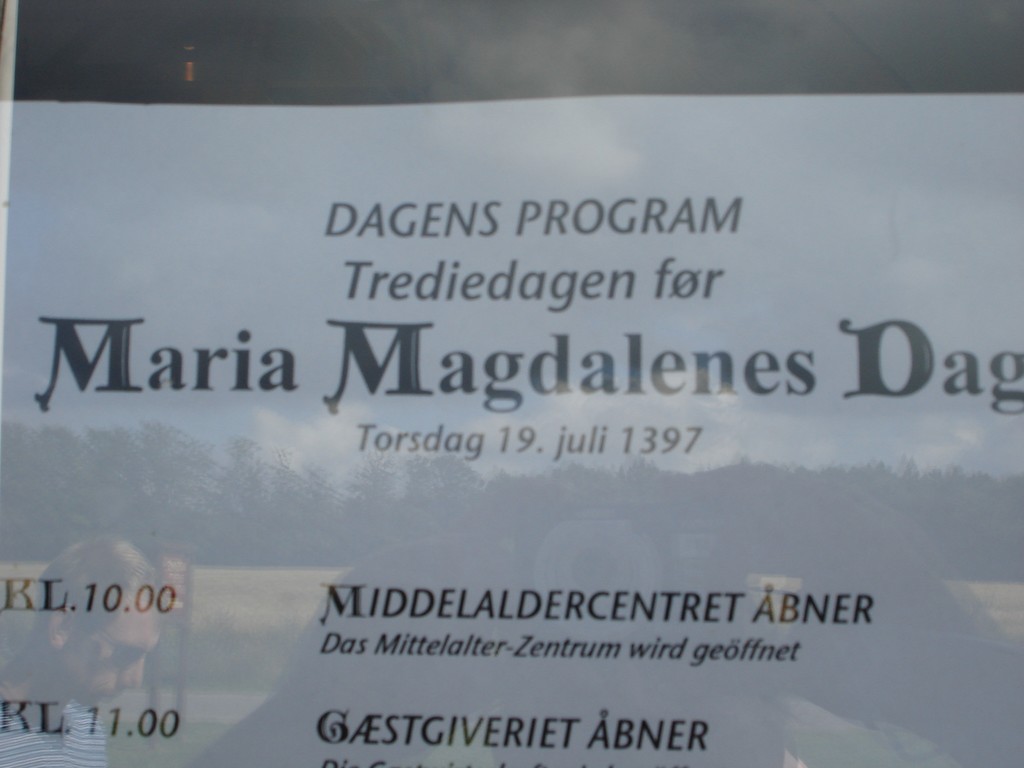 DAGENS PROGRAM
Trediedagen før
Maria Magdalenes Dag
Torsdag 19. juli 1397
KL. 10.00 MIDDELALDERCENTRET ÅBNER
Das Mittelalter-Zentrum wird geöffnet
KL. 11.00 GÆSTGIVERIET ÅBNER